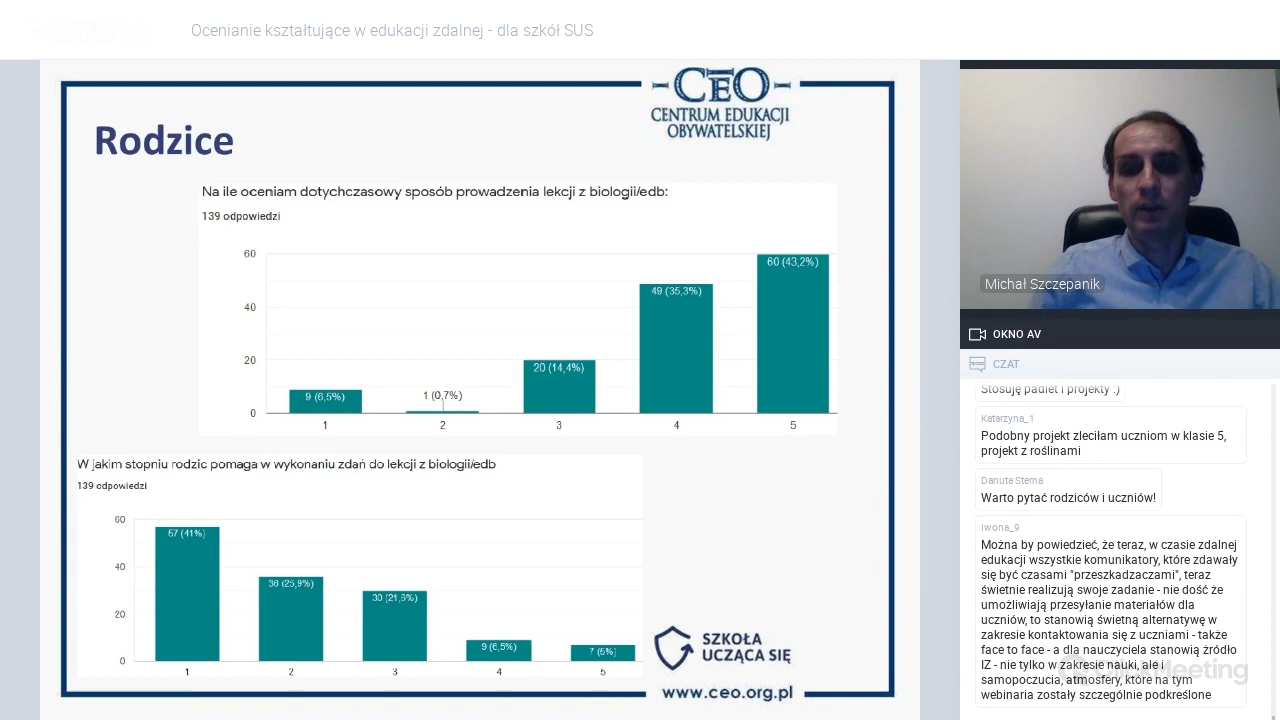 Ocenianie kształtujące w edukacji zdalnej - dla szkół SUS
CEO
CENTRUM EDUKACJI
OBYWATELSKIEJ
Rodzice
Na ile oceniam dotychczasowy sposób prowadzenia lekcji z biologii/edb:
139 odpowiedzi
60
40
20
0
9 (6,5%)
1 (0,7%)
20 (14,4%)
49 (35,3%)
60 (43,2%)
1
2
3
4
5
W jakim stopniu rodzic pomaga w wykonaniu zdań do lekcji z biologii/edb
139 odpowiedzi
60
40
20
0
57 (41%)
36 (25,9%)
30 (21,6%)
9 (6,5%)
7 (5%)
1
2
3
4
5
SZKOŁA
UCZĄCA SIĘ
www.ceo.org.pl
Michał Szczepanik
OKNO AV
CZAT
Stosuję padlet i projekty :)
Katarzyna_1
Podobny projekt zleciłam uczniom w klasie 5,
projekt z roślinami
Danuta Sterna
Warto pytać rodziców i uczniów!
Iwona_9
Można by powiedzieć, że teraz, w czasie zdalnej
edukacji wszystkie komunikatory, które zdawały
się być czasami "przeszkadzaczami", teraz
świetnie realizują swoje zadanie - nie dość że
umożliwiają przesyłanie materiałów dla
uczniów, to stanowią świetną alternatywę w
zakresie kontaktowania się z uczniami - także
face to face - a dla nauczyciela stanowią źródło
IZ - nie tylko w zakresie nauki, ale i
samopoczucia, atmosfery, które na tym
webinaria zostały szczególnie podkreślone
ClickMeeting